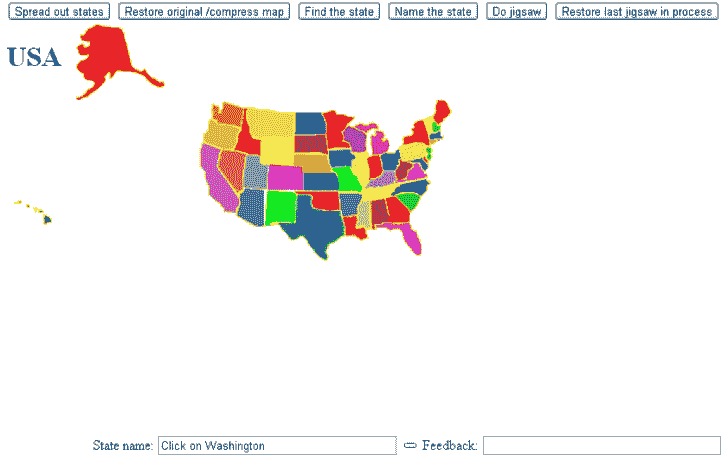 Spread out states Restore original /compress map Find the state Name the state Do jigsaw Restore last jigsaw in process
USA
State name: Click on Washington Feedback: